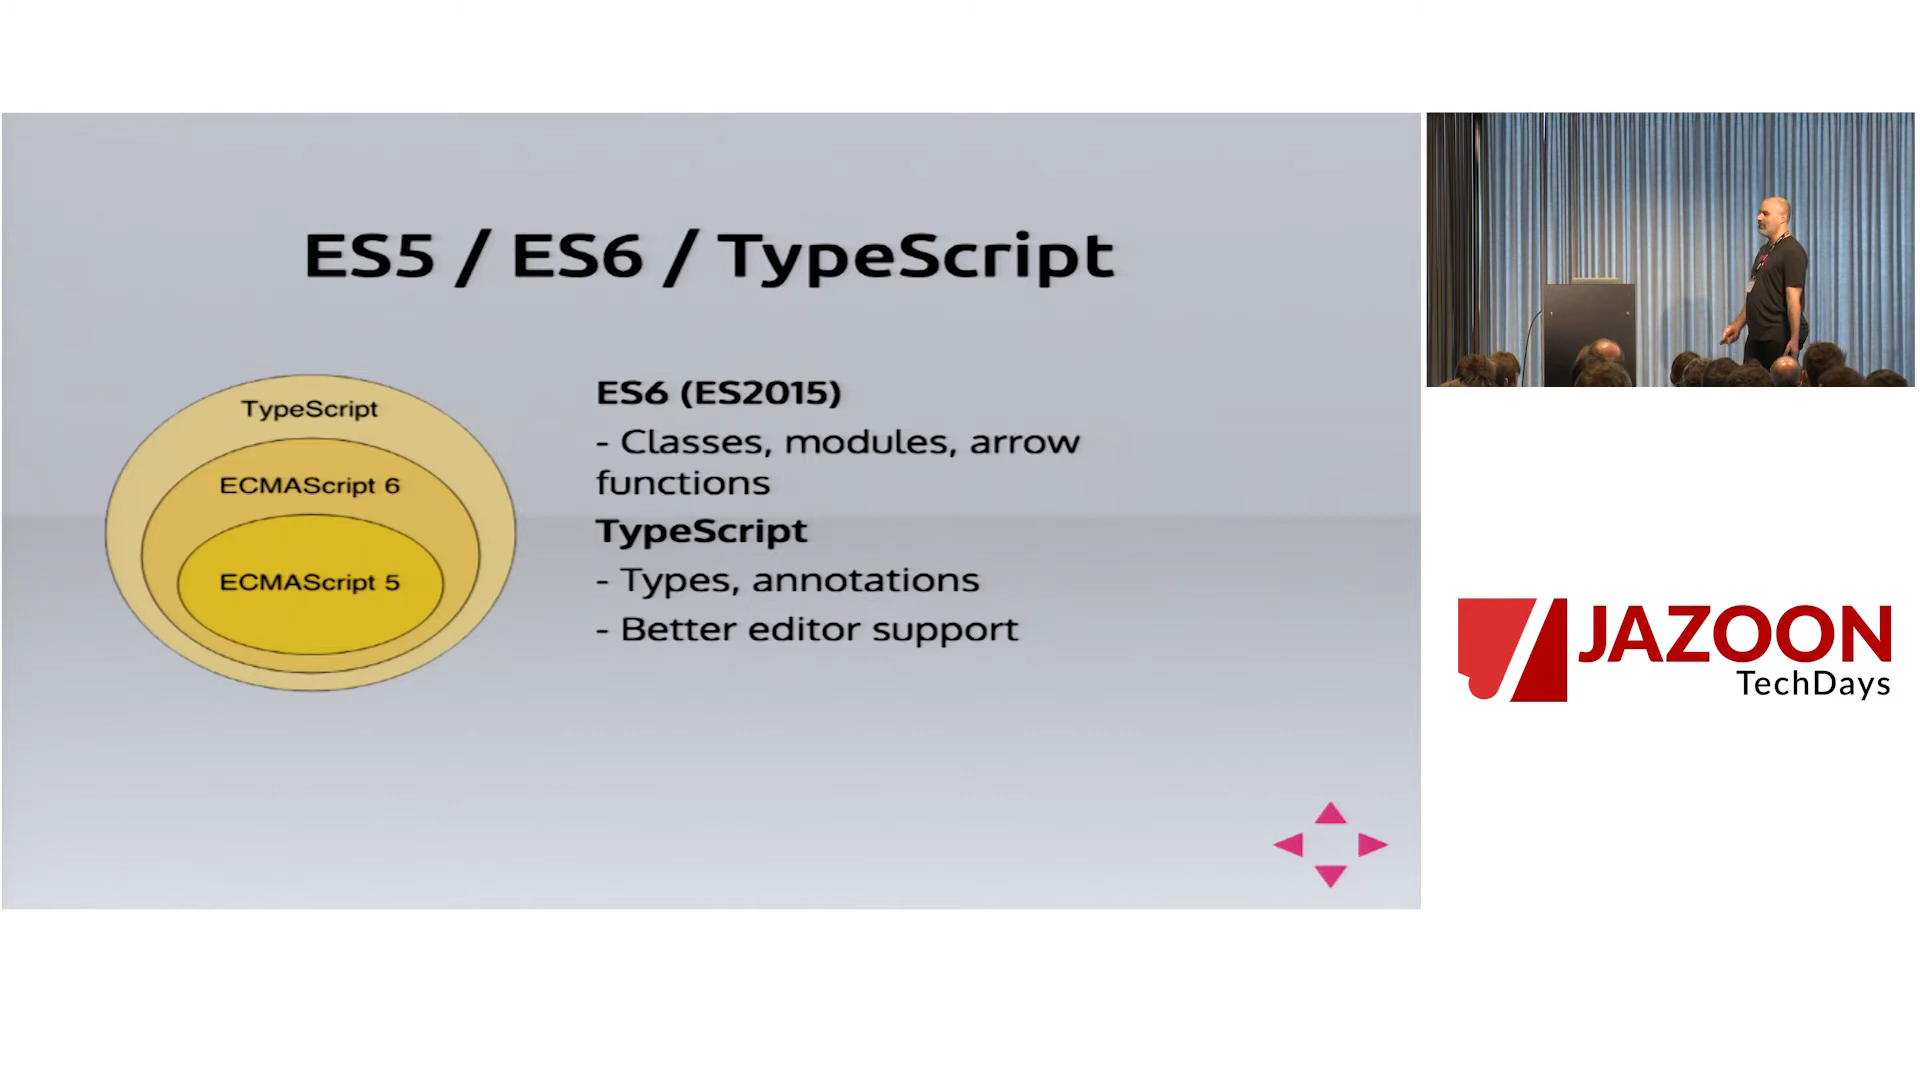 ES5 / ES6 / TypeScript
TypeScript
ECMAScript 6
ECMAScript 5
ES6 (ES2015)
- Classes, modules, arrow
functions
TypeScript
- Types, annotations
- Better editor support
JAZOON
TechDays